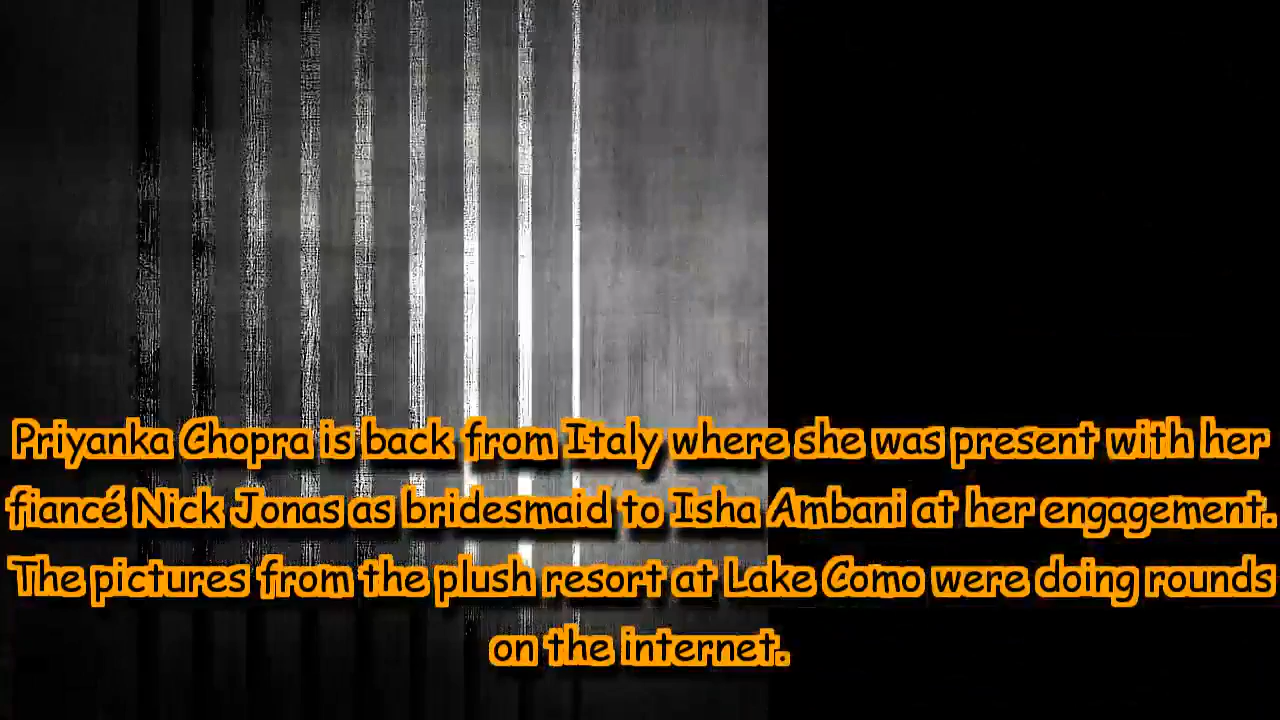 Priyanka Chopra is back from Italy where she was present with her
fiancé Nick Jonas as bridesmaid to Isha Ambani at her engagement.
The pictures from the plush resort at Lake Como were doing rounds
on the internet.